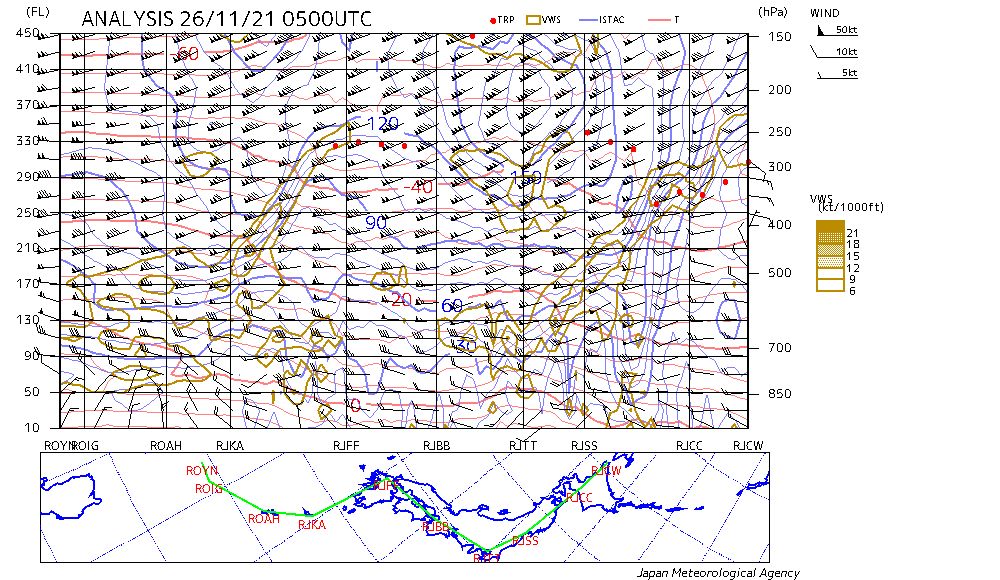 (FL) ANALYSIS 26/11/21 0500UTC TRP VWS ISTAC T (hPa) WIND
450 150 50kt
-60
410 10kt
5kt
200
370
120 250
330
300
290 -40 150
VWS
(kt/1000ft)
250 90 400
21
210 18
15
500 12
170 9
-20 60 6
130
30 700
90
50 0 850
10
ROYN ROIG ROAH RJKA RJFF RJBB RJTT RJSS RJCC RJCW
ROYN RJCW
ROIG RJFF RJCC
ROAH RJKA RJBB RJSS
Japan Meteorological Agency